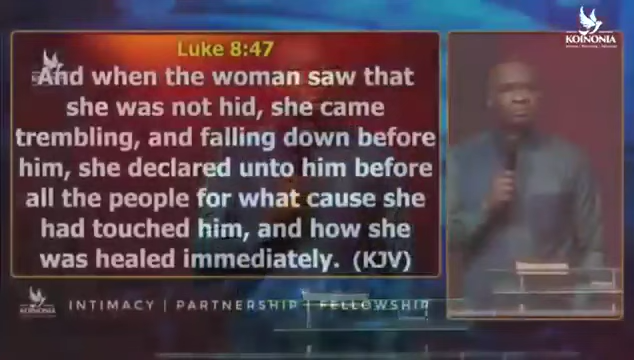 Luke 8:47
And when the woman saw that
she was not hid, she came
trembling, and falling down before
him, she declared unto him before
all the people for what cause she
had touched him, and how she
was healed immediately. (KJV)
KOINONIA
INTIMACY | PARTNERSHIP | FELLOWSHIP
KOINONIA